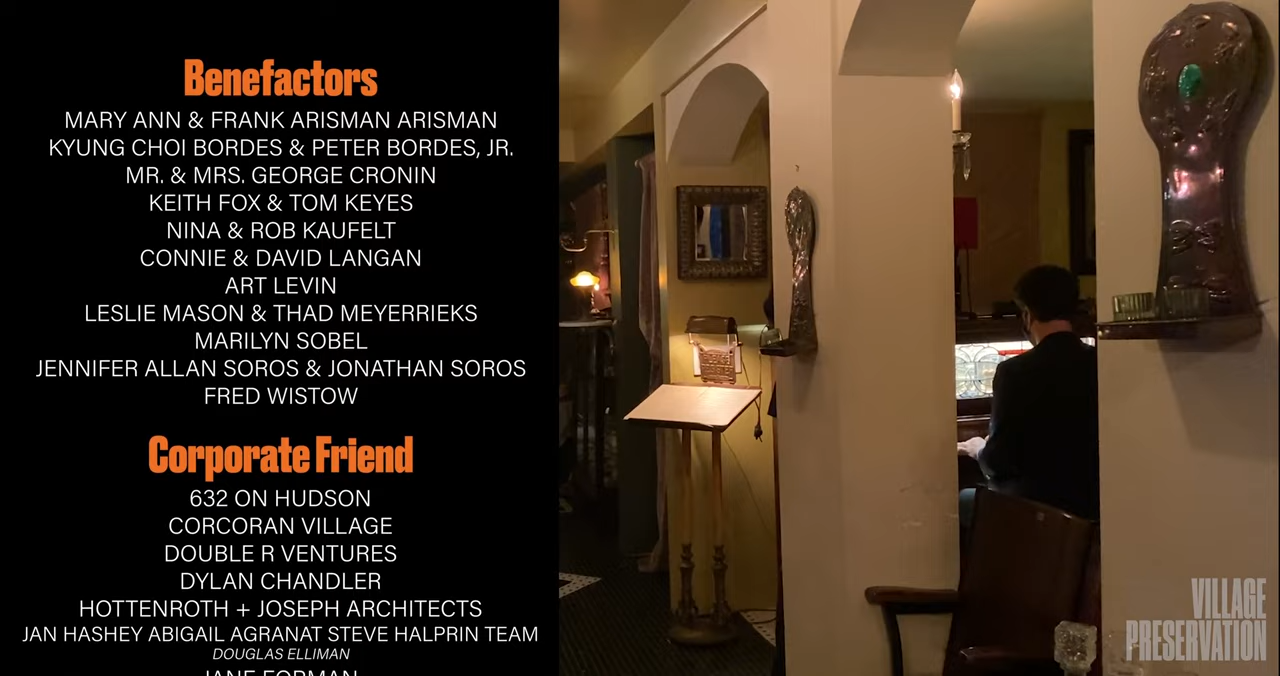 Benefactors
MARY ANN & FRANK ARISMAN ARISMAN
KYUNG CHOI BORDES & PETER BORDES, JR.
MR. & MRS. GEORGE CRONIN
KEITH FOX & TOM KEYES
NINA & ROB KAUFELT
CONNIE & DAVID LANGAN
ART LEVIN
LESLIE MASON & THAD MEYERRIEKS
MARILYN SOBEL
JENNIFER ALLAN SOROS & JONATHAN SOROS
FRED WISTOW
Corporate Friend
632 ON HUDSON
CORCORAN VILLAGE
DOUBLE R VENTURES
DYLAN CHANDLER
HOTTENROTH + JOSEPH ARCHITECTS
JAN HASHEY ABIGAIL AGRANAT STEVE HALPRIN TEAM
DOUGLAS ELLIMAN
JANE FORMAN
VILLAGE
PRESERVATION